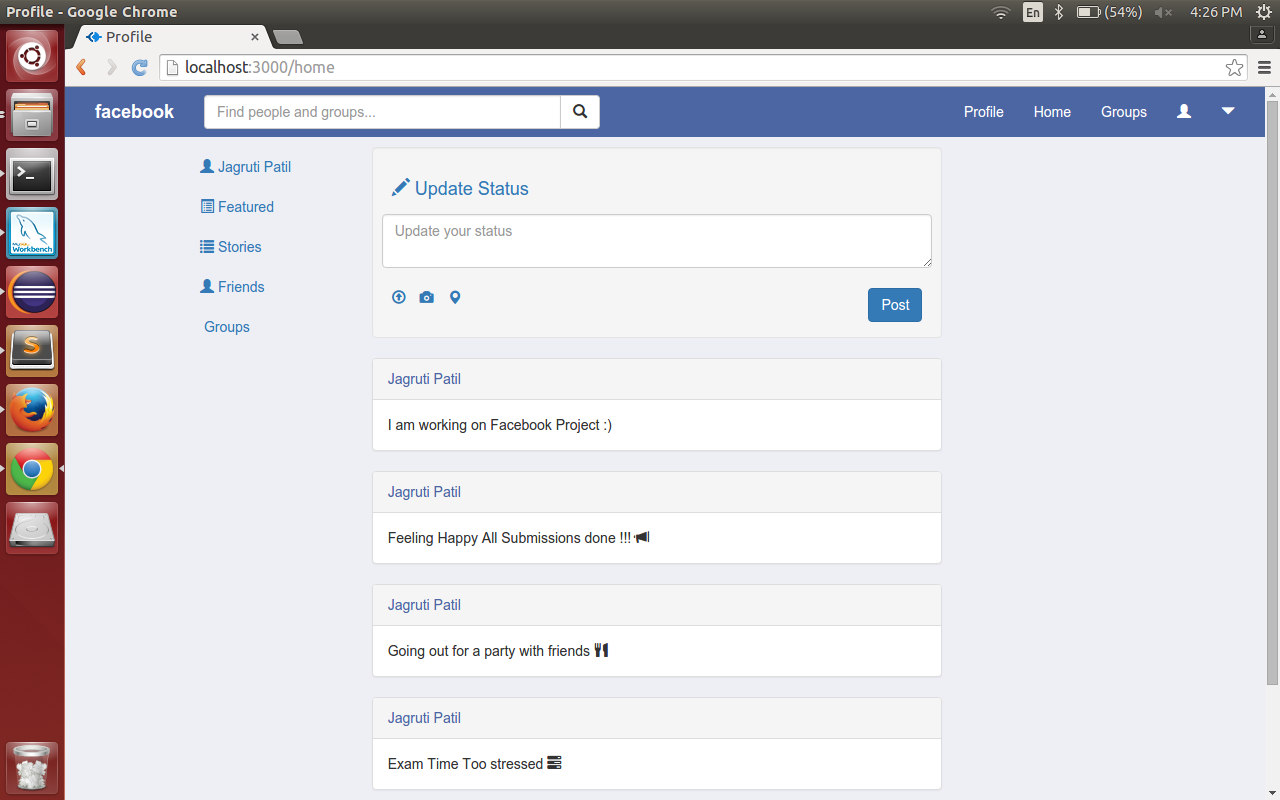 Profile - Google Chrome
En
(54%)
4:26 PM
Profile
localhost:3000/home
facebook
Find people and groups...
Profile
Home
Groups
Jagruti Patil
Featured
Stories
Friends
Groups
Update Status
Update your status
Post
Jagruti Patil
I am working on Facebook Project :)
Jagruti Patil
Feeling Happy All Submissions done !!!
Jagruti Patil
Going out for a party with friends
Jagruti Patil
Exam Time Too stressed
>_
Workbench
S